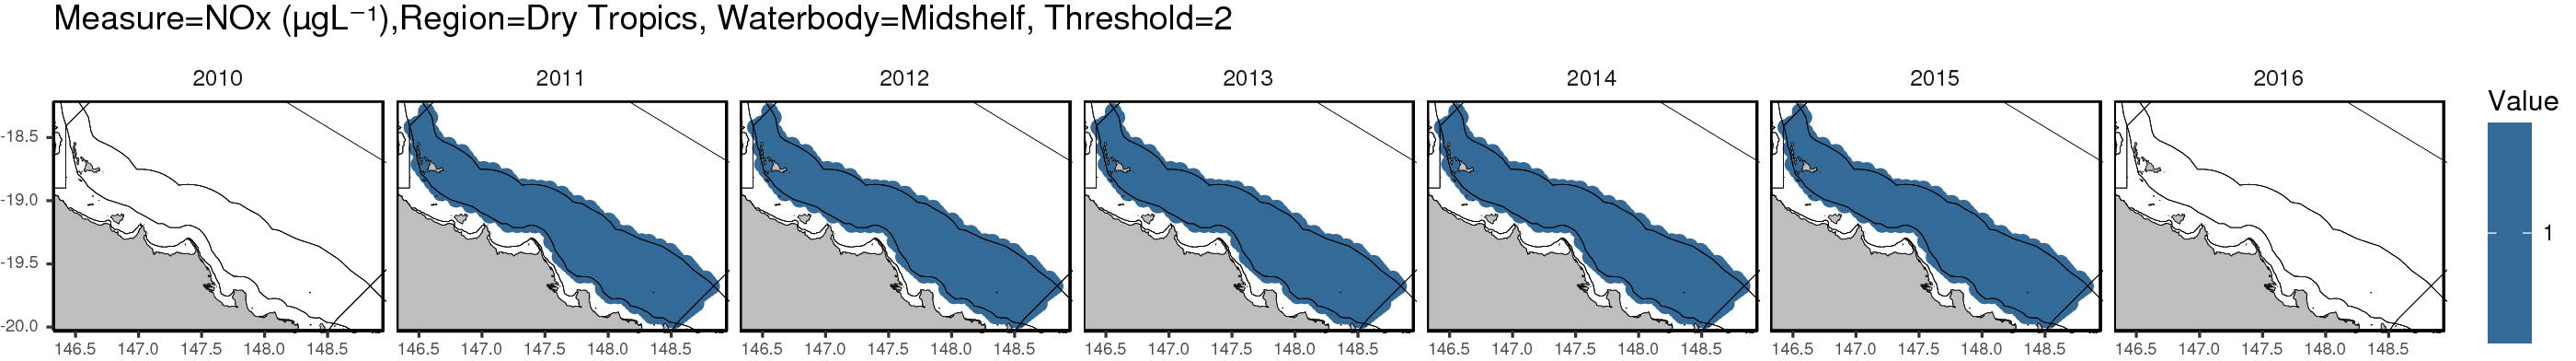 Measure=NOx (µgL⁻¹),Region=Dry Tropics, Waterbody=Midshelf, Threshold=2
2010 2011 2012 2013 2014 2015 2016
Value
-18.5
-19.0
-19.5
-20.0
1
146.5 147.0 147.5 148.0 148.5 146.5 147.0 147.5 148.0 148.5 146.5 147.0 147.5 148.0 148.5 146.5 147.0 147.5 148.0 148.5 146.5 147.0 147.5 148.0 148.5 146.5 147.0 147.5 148.0 148.5 146.5 147.0 147.5 148.0 148.5